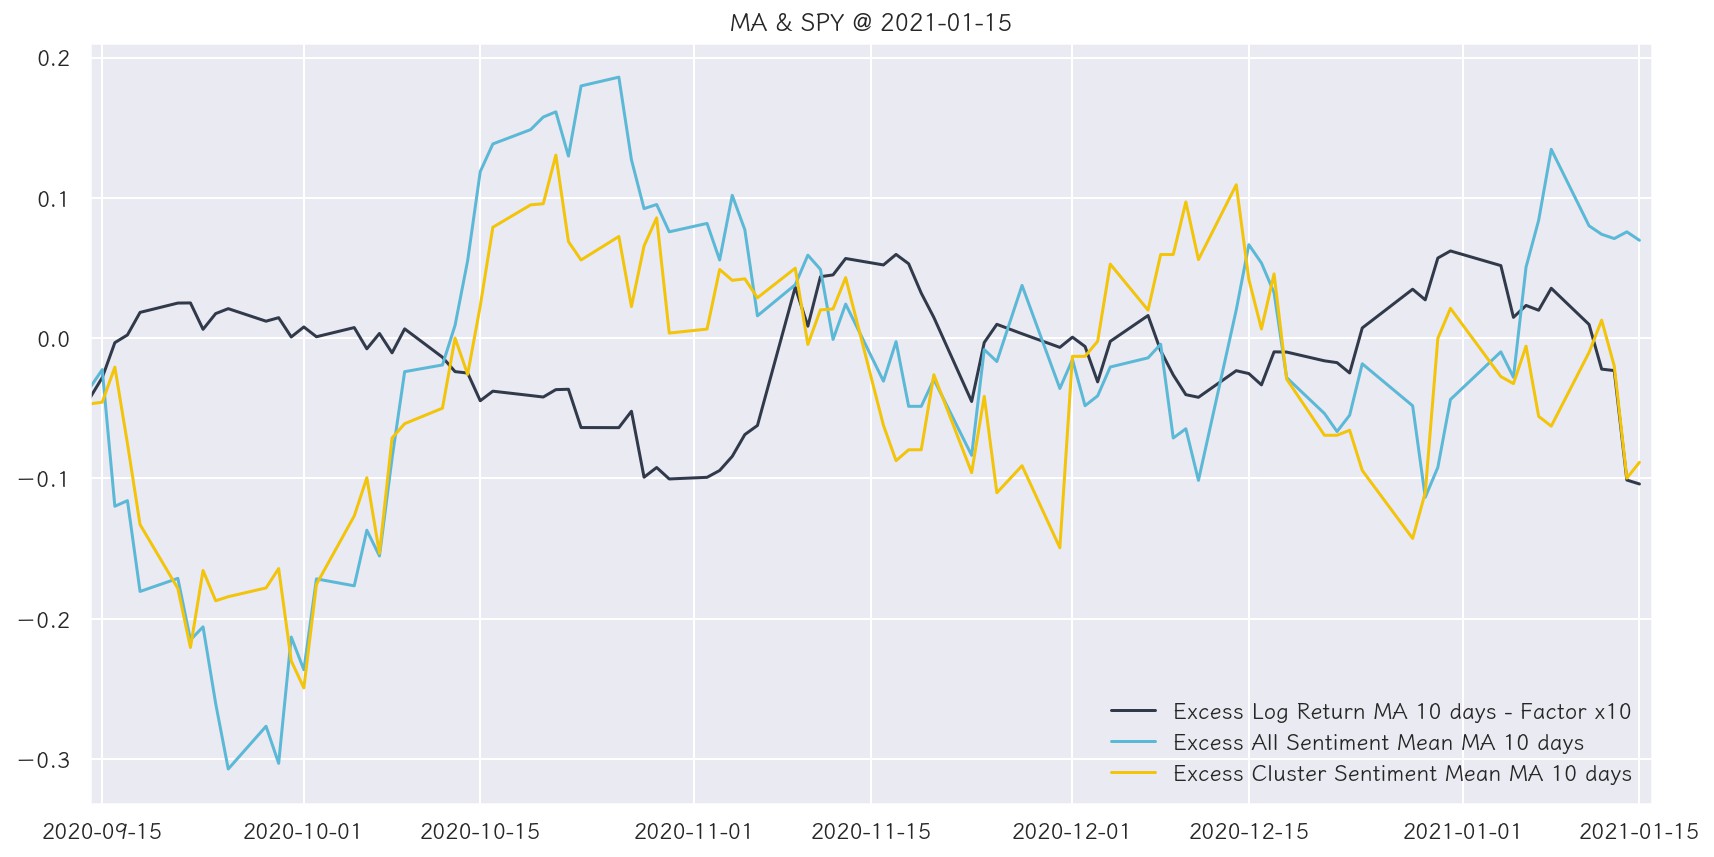 MA & SPY @ 2021-01-15
0.2
0.1
0.0
−0.1
−0.2
−0.3
Excess Log Return MA 10 days - Factor x10
Excess All Sentiment Mean MA 10 days
Excess Cluster Sentiment Mean MA 10 days
2020-09-15 2020-10-01 2020-10-15 2020-11-01 2020-11-15 2020-12-01 2020-12-15 2021-01-01 2021-01-15